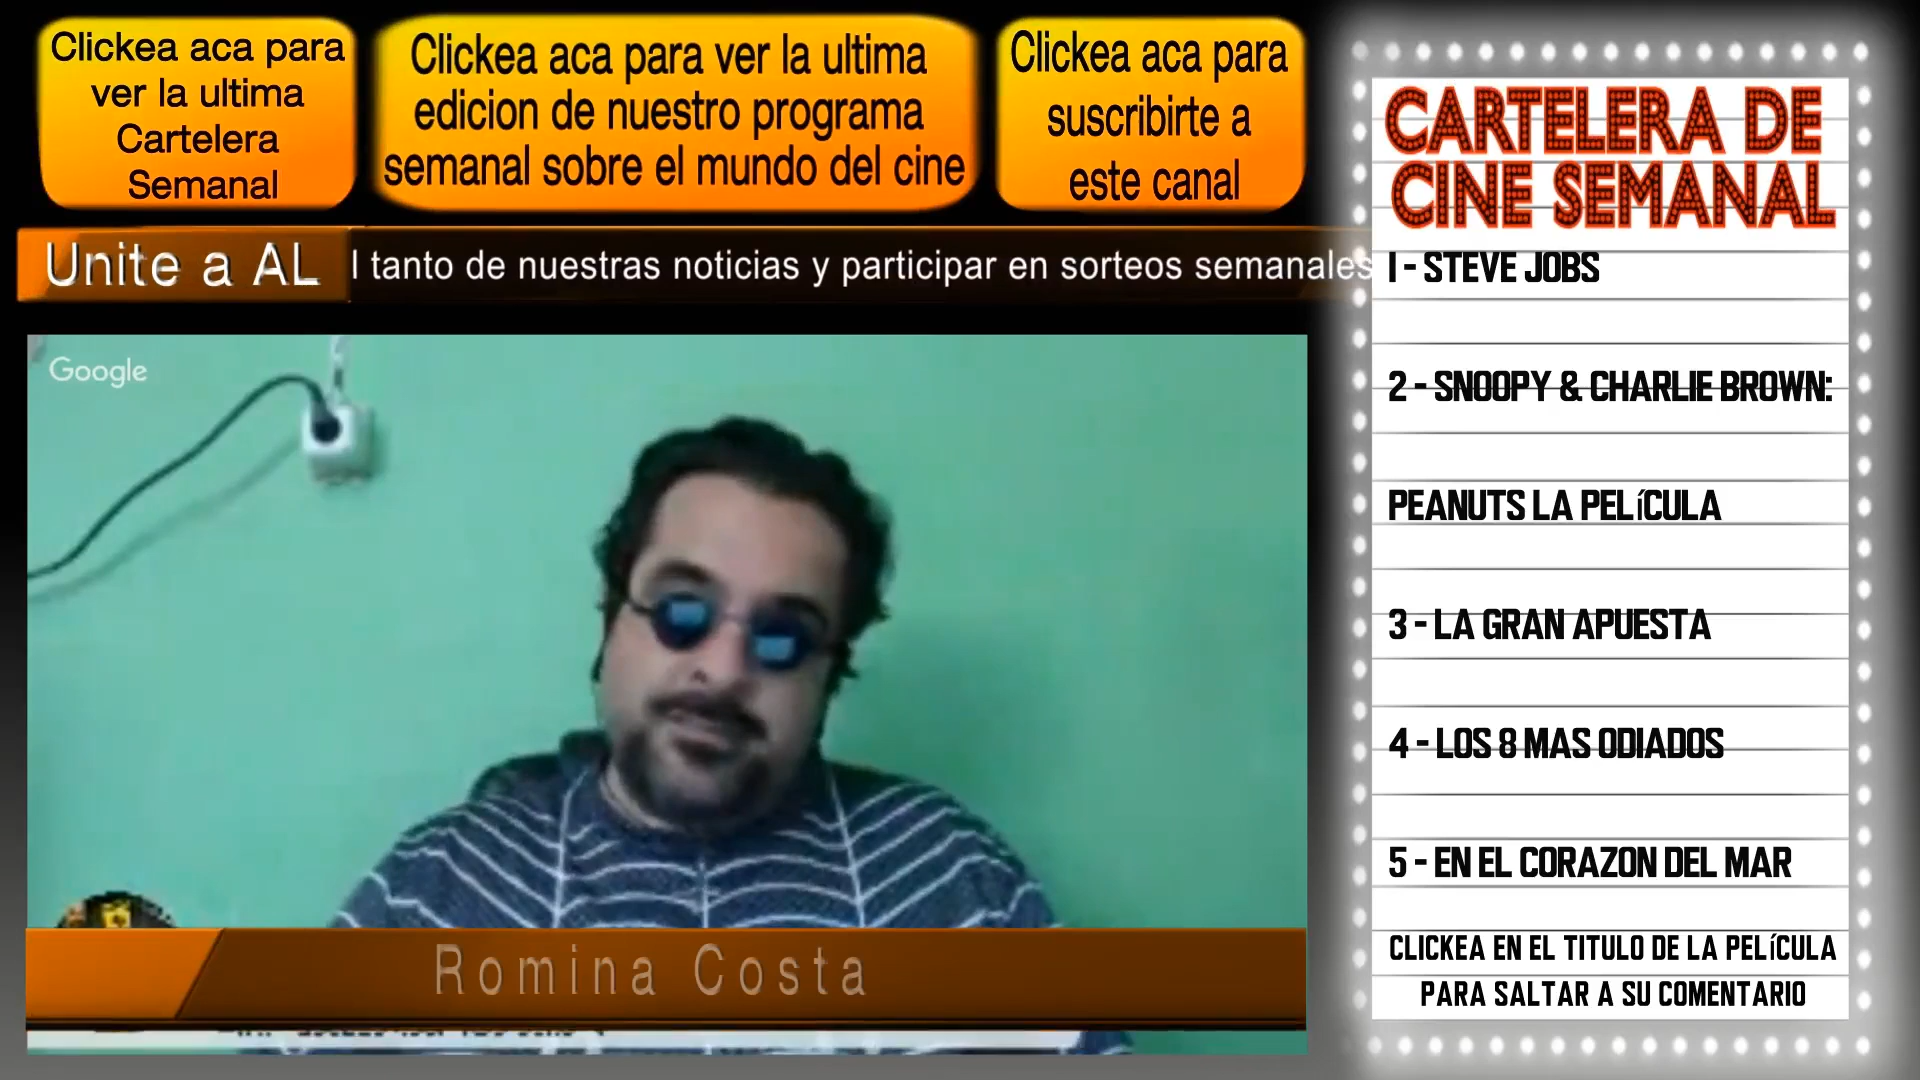 Clickea aca para
ver la ultima
Cartelera
Semanal
Clickea aca para ver la ultima
edicion de nuestro programa
semanal sobre el mundo del cine
Clickea aca para
suscribirte a
este canal
Unite a AL
l tanto de nuestras noticias y participar en sorteos semanales
Google
Romina Costa
CARTELERA DE
CINE SEMANAL
1 - STEVE JOBS
2 - SNOOPY & CHARLIE BROWN:
PEANUTS LA PELíCULA
3 - LA GRAN APUESTA
4 - LOS 8 MAS ODIADOS
5 - EN EL CORAZON DEL MAR
CLICKEA EN EL TITULO DE LA PELíCULA
PARA SALTAR A SU COMENTARIO